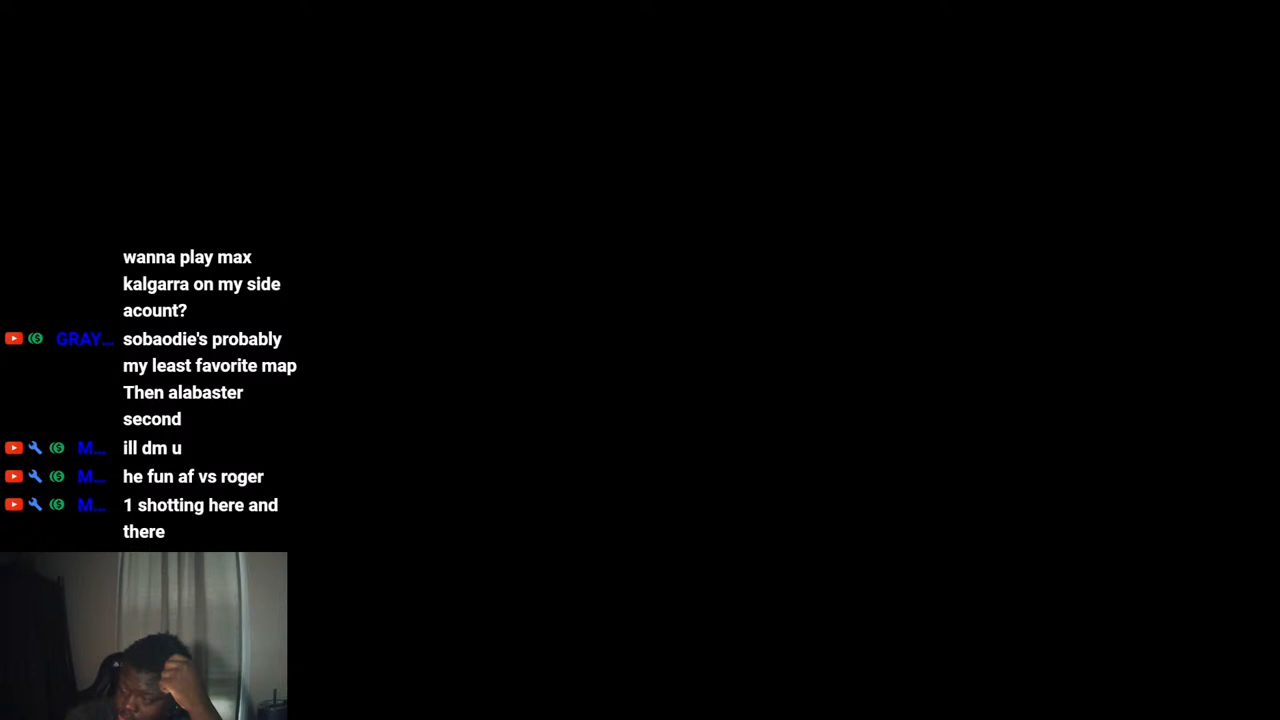 wanna play max
kalgarra on my side
acount?
GRAY... sobaodie's probably
my least favorite map
Then alabaster
second
M... ill dm u
M... he fun af vs roger
M... 1 shotting here and
there